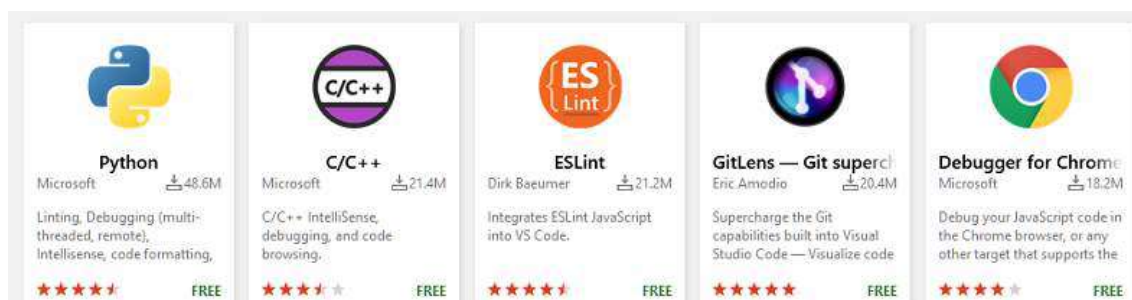 C/C++
{ES}
Lint
Python
Microsoft 48.6M
Linting, Debugging (multi-
threaded, remote),
Intellisense, code formatting,
FREE
C/C++
Microsoft 21.4M
C/C++ IntelliSense,
debugging, and code
browsing.
FREE
ESLint
Dirk Baeumer 21.2M
Integrates ESLint JavaScript
into VS Code.
FREE
GitLens — Git superch
Eric Amodio 20.4M
Supercharge the Git
capabilities built into Visual
Studio Code — Visualize code
FREE
Debugger for Chrome
Microsoft 18.2M
Debug your JavaScript code in
the Chrome browser, or any
other target that supports the
FREE